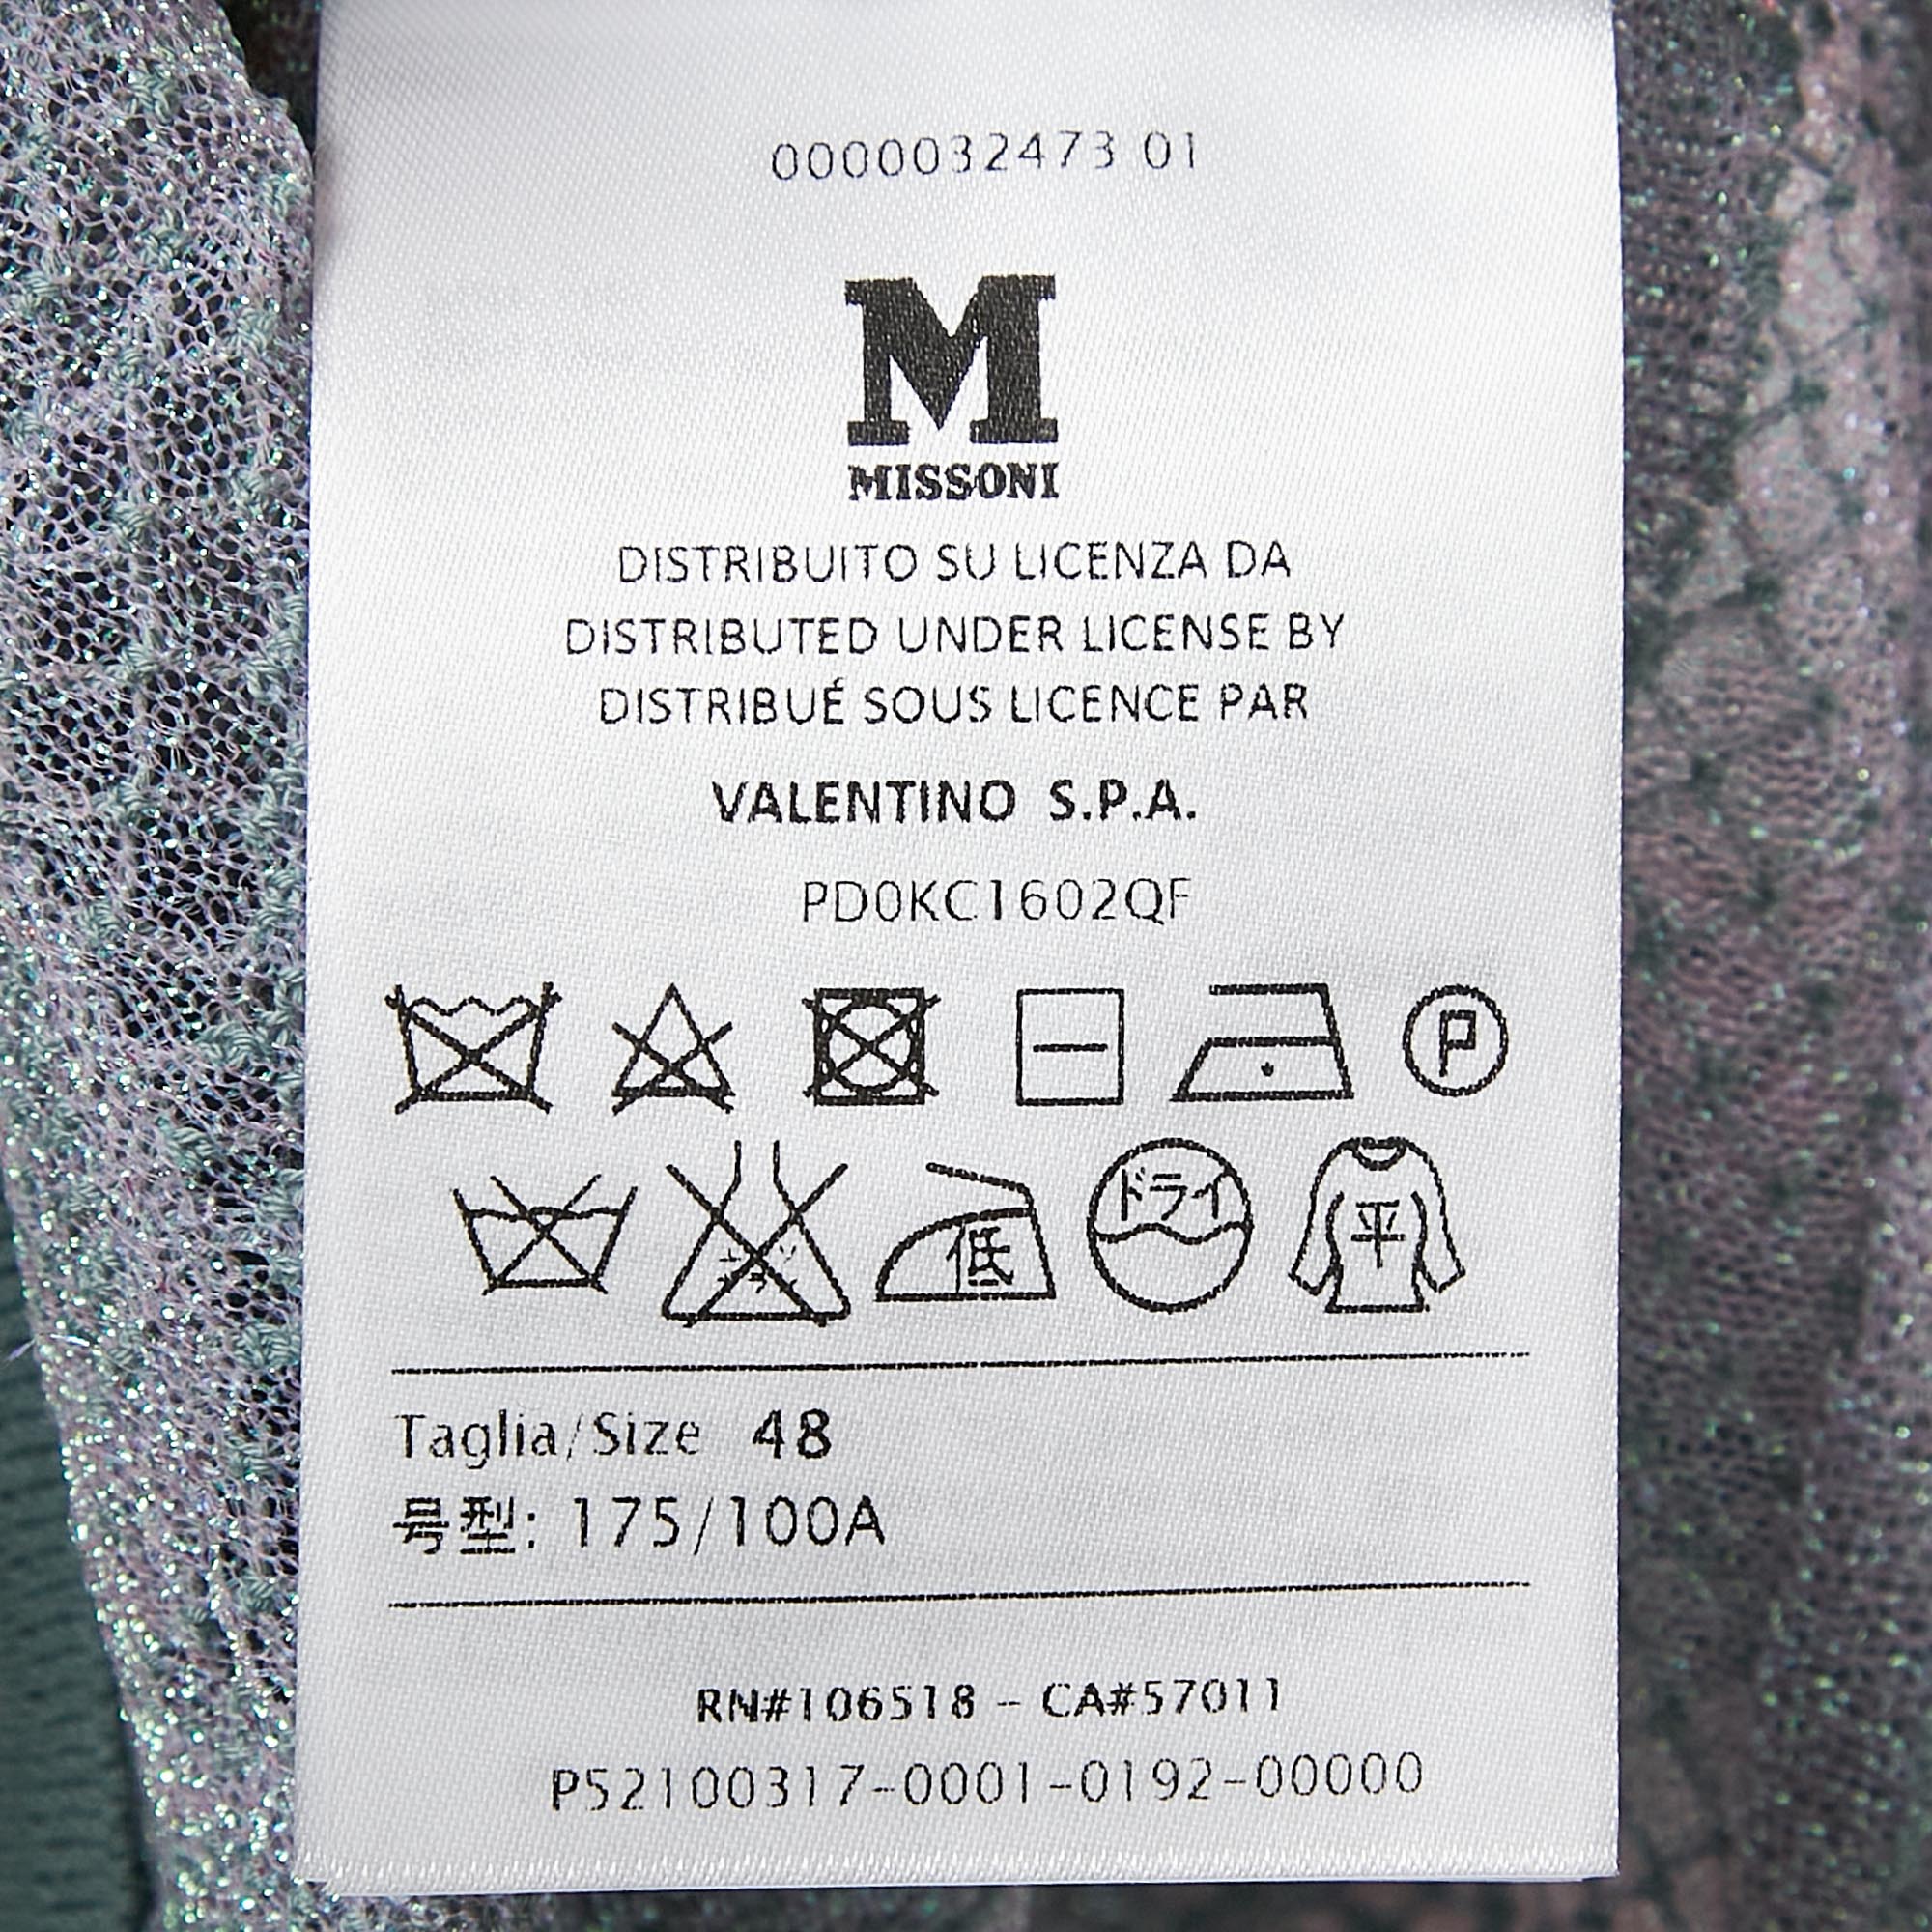 0000032473 01
M
MISSONI
DISTRIBUITO SU LICENZA DA
DISTRIBUTED UNDER LICENSE BY
DISTRIBUÉ SOUS LICENCE PAR
VALENTINO S.P.A.
PD0KC1602QF
P
低 ドライ 平
Taglia/Size 48
号型: 175/100A
RN#106518 - CA#57011
P52100317-0001-0192-00000